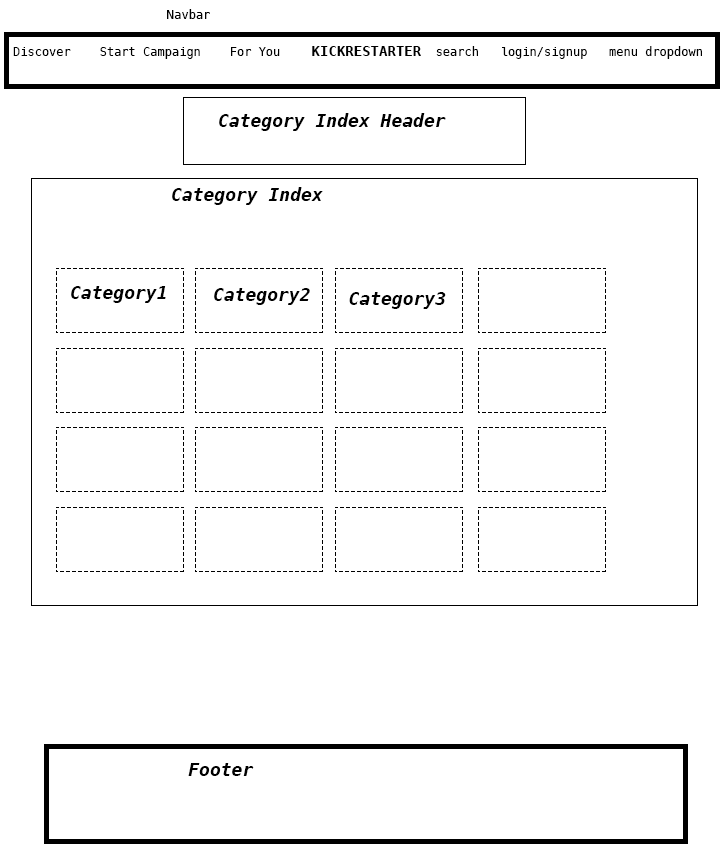 Navbar
Discover Start Campaign For You KICKRESTARTER search login/signup menu dropdown
Category Index Header
Category Index
Category1 Category2 Category3
Footer